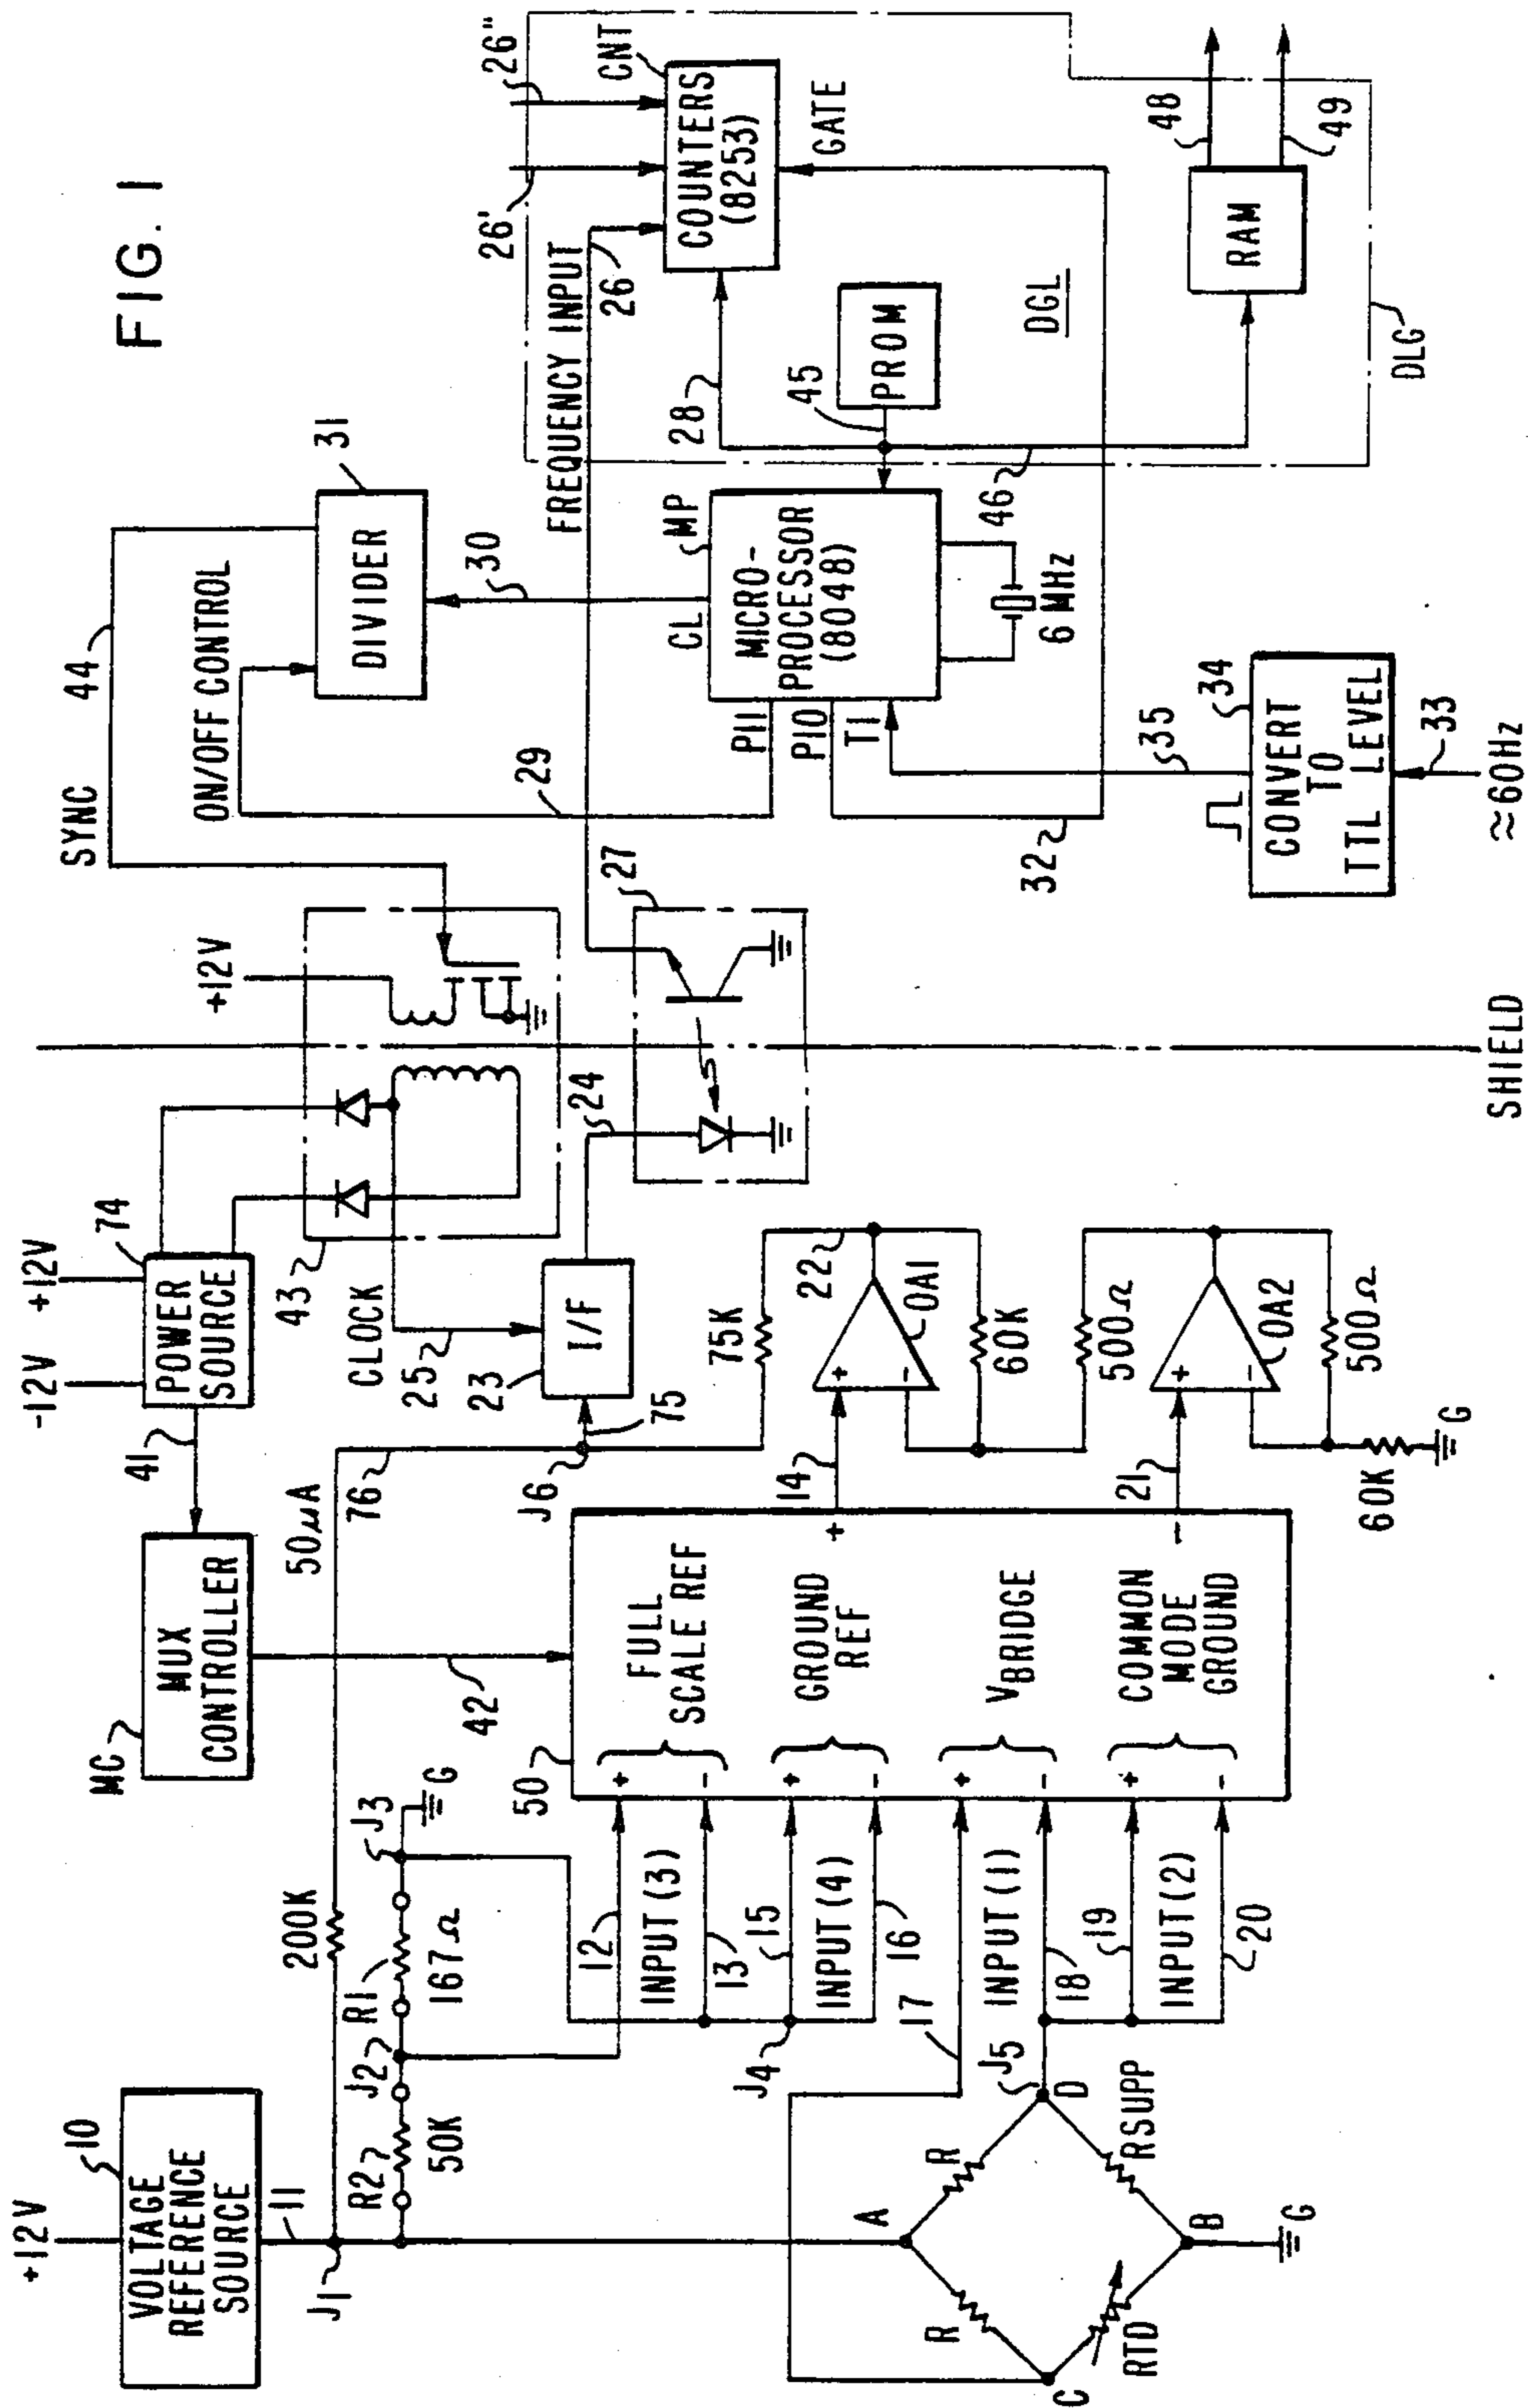 FIG. 1
+12V
10
VOLTAGE
REFERENCE
SOURCE
11
J1
R2
50K
J2
R1
167Ω
J3
G
200K
50μA
76
MC
MUX
CONTROLLER
41
42
-12V
+12V
74
POWER
SOURCE
43
CLOCK
25
23
I/F
75
J6
24
27
+12V
SYNC
44
ON/OFF CONTROL
31
DIVIDER
30
29
FREQUENCY INPUT
26
26'
26"
CNT
COUNTERS
(8253)
GATE
28
CL
MP
MICRO-
PROCESSOR
(8048)
P11
P10
T1
6 MHz
45
PROM
46
DGL
RAM
48
49
DLG
32
35
34
CONVERT
TO
TTL LEVEL
33
≈60Hz
SHIELD
50
12
+
INPUT (3)
13
-
FULL
SCALE REF
15
+
INPUT (4)
16
-
GROUND
REF
J4
17
+
INPUT (1)
18
-
VBRIDGE
19
+
INPUT (2)
20
-
COMMON
MODE
GROUND
+
14
-
21
75K
22
+
-
OA1
60K
500Ω
+
-
OA2
500Ω
60K
G
A
R
R
C
D
J5
RTD
RSUPP
B
G